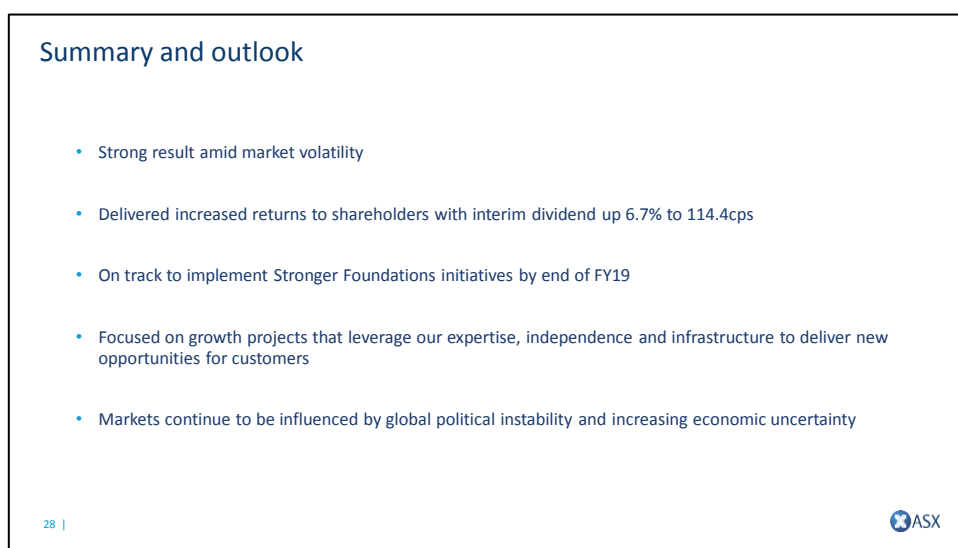 Summary and outlook
• Strong result amid market volatility
• Delivered increased returns to shareholders with interim dividend up 6.7% to 114.4cps
• On track to implement Stronger Foundations initiatives by end of FY19
• Focused on growth projects that leverage our expertise, independence and infrastructure to deliver new
opportunities for customers
• Markets continue to be influenced by global political instability and increasing economic uncertainty
28 |
ASX